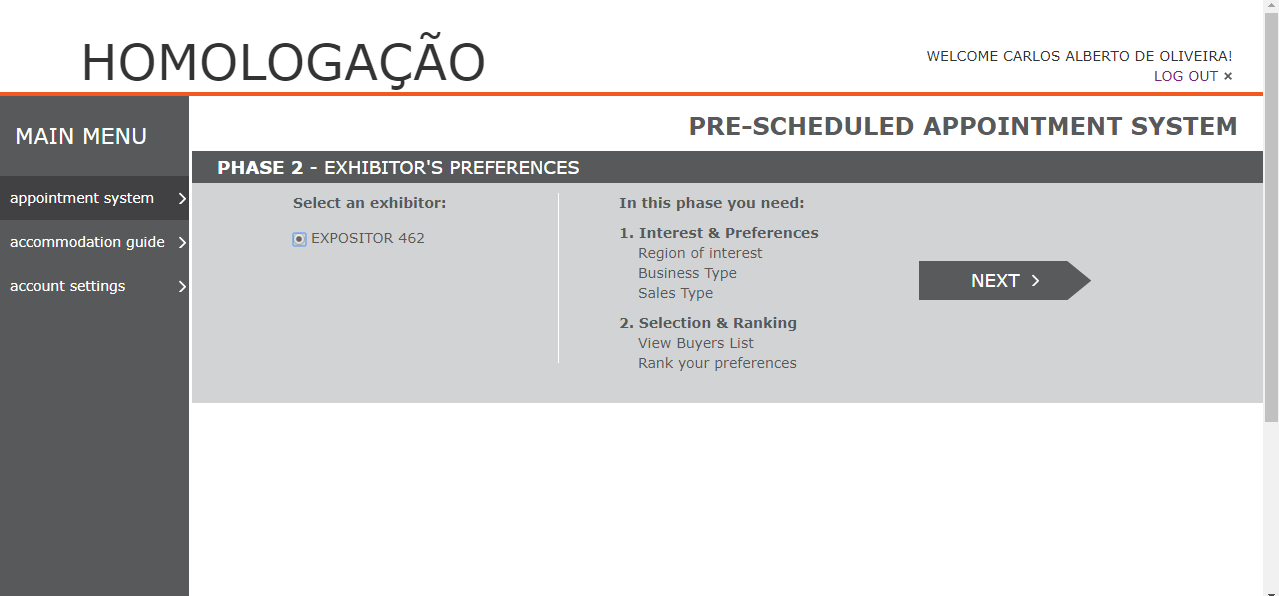 HOMOLOGAÇÃO
WELCOME CARLOS ALBERTO DE OLIVEIRA!
LOG OUT ×
MAIN MENU
appointment system
accommodation guide
account settings
PRE-SCHEDULED APPOINTMENT SYSTEM
PHASE 2 - EXHIBITOR'S PREFERENCES
Select an exhibitor:
EXPOSITOR 462
In this phase you need:
1. Interest & Preferences
Region of interest
Business Type
Sales Type
2. Selection & Ranking
View Buyers List
Rank your preferences
NEXT